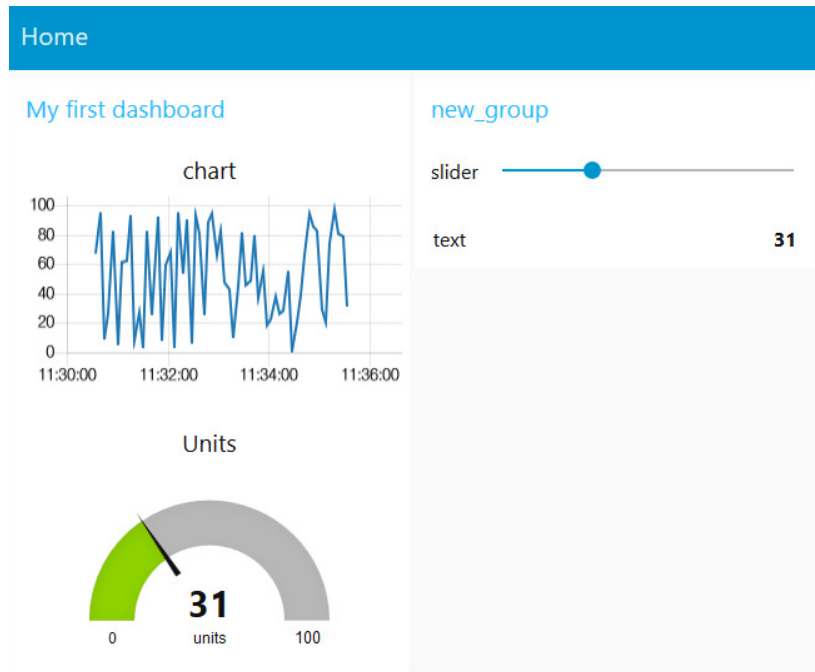 Home
My first dashboard
chart
100
80
60
40
20
0
11:30:00 11:32:00 11:34:00 11:36:00
Units
31
0 units 100
new_group
slider
text 31